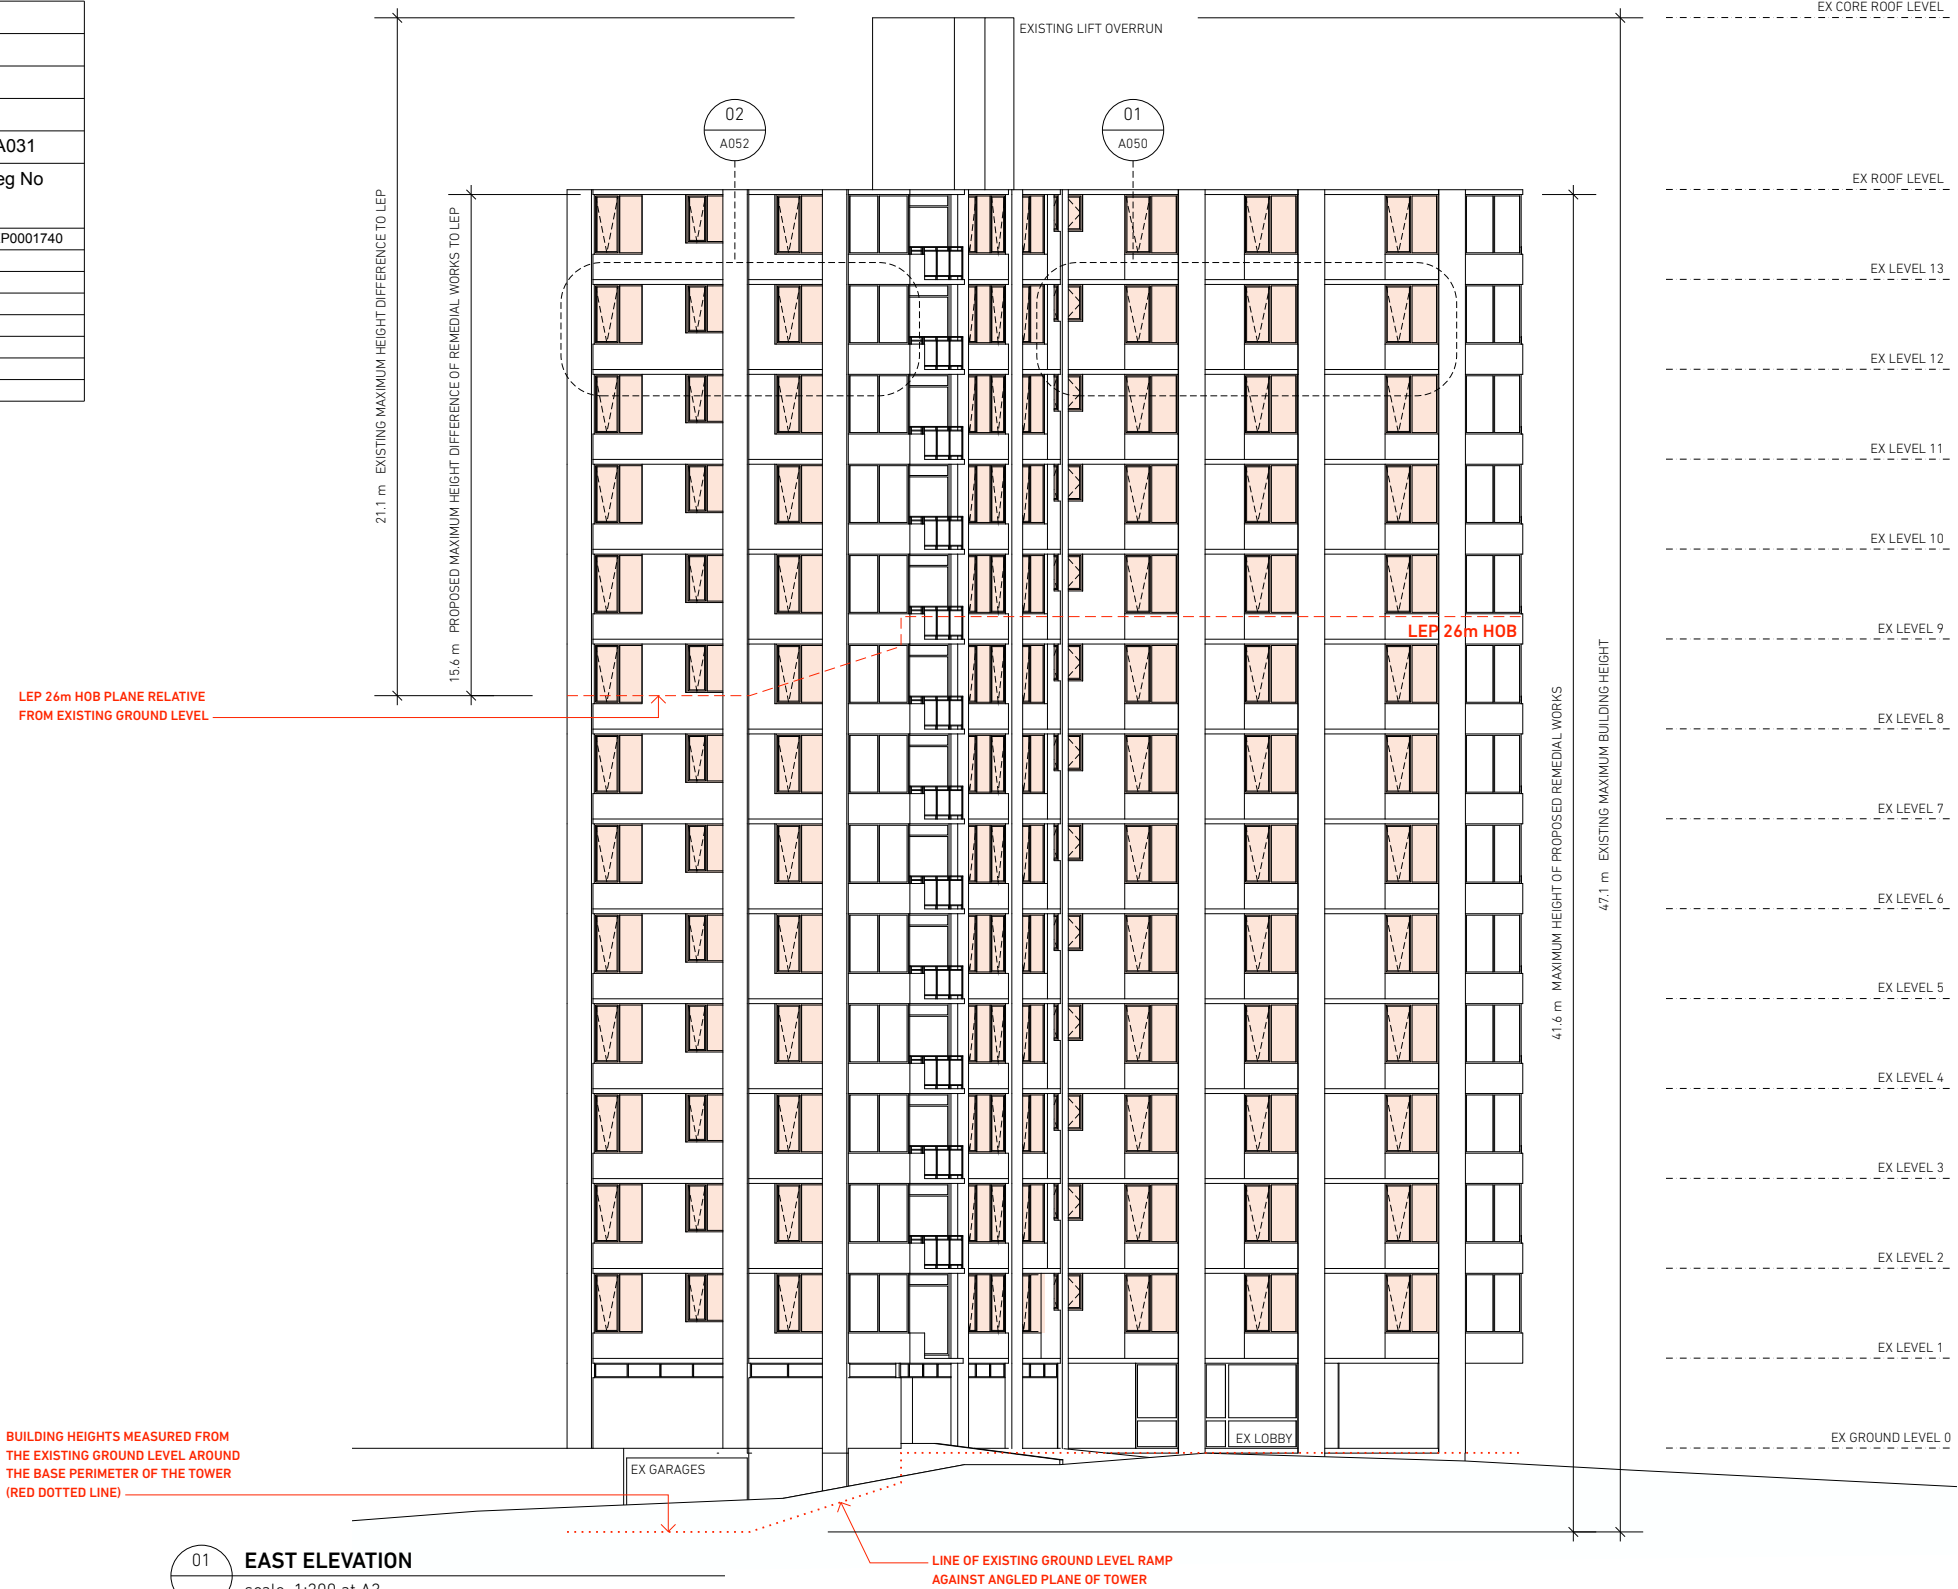 EX CORE ROOF LEVEL
EXISTING LIFT OVERRUN
02
A052
01
A050
A031
eg No
P0001740
EX ROOF LEVEL
EX LEVEL 13
EX LEVEL 12
EX LEVEL 11
EX LEVEL 10
EX LEVEL 9
EX LEVEL 8
EX LEVEL 7
EX LEVEL 6
EX LEVEL 5
EX LEVEL 4
EX LEVEL 3
EX LEVEL 2
EX LEVEL 1
EX GROUND LEVEL 0
21.1 m EXISTING MAXIMUM HEIGHT DIFFERENCE TO LEP
15.6 m PROPOSED MAXIMUM HEIGHT DIFFERENCE OF REMEDIAL WORKS TO LEP
LEP 26m HOB
41.6 m MAXIMUM HEIGHT OF PROPOSED REMEDIAL WORKS
47.1 m EXISTING MAXIMUM BUILDING HEIGHT
LEP 26m HOB PLANE RELATIVE
FROM EXISTING GROUND LEVEL
BUILDING HEIGHTS MEASURED FROM
THE EXISTING GROUND LEVEL AROUND
THE BASE PERIMETER OF THE TOWER
(RED DOTTED LINE)
EX GARAGES
EX LOBBY
LINE OF EXISTING GROUND LEVEL RAMP
AGAINST ANGLED PLANE OF TOWER
01
EAST ELEVATION
scale 1:200 at A3